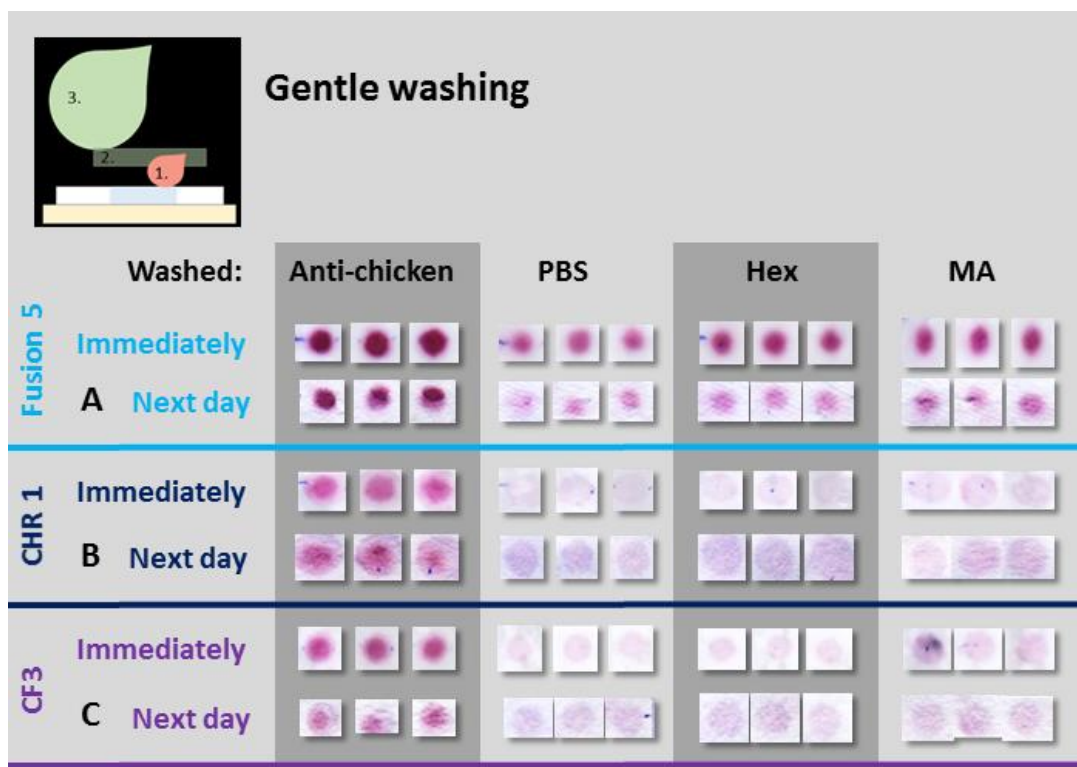 3.
2.
1.
Gentle washing
Washed: Anti-chicken PBS Hex MA
Fusion 5
Immediately
A Next day
CHR 1
Immediately
B Next day
CF3
Immediately
C Next day